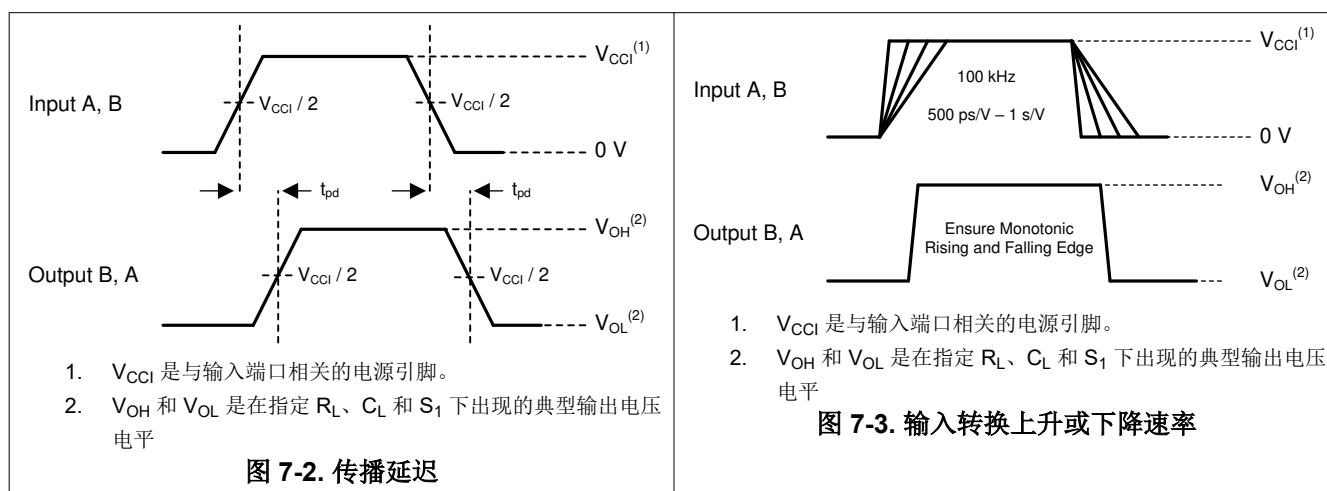 V_CCI^(1)
Input A, B
V_CCI / 2
V_CCI / 2
0 V
t_pd
t_pd
V_OH^(2)
Output B, A
V_CCI / 2
V_CCI / 2
V_OL^(2)
1. V_CCI 是与输入端口相关的电源引脚。
2. V_OH 和 V_OL 是在指定 R_L、C_L 和 S_1 下出现的典型输出电压
电平
图 7-2. 传播延迟
V_CCI^(1)
Input A, B
100 kHz
500 ps/V – 1 s/V
0 V
V_OH^(2)
Output B, A
Ensure Monotonic
Rising and Falling Edge
V_OL^(2)
1. V_CCI 是与输入端口相关的电源引脚。
2. V_OH 和 V_OL 是在指定 R_L、C_L 和 S_1 下出现的典型输出电压
电平
图 7-3. 输入转换上升或下降速率